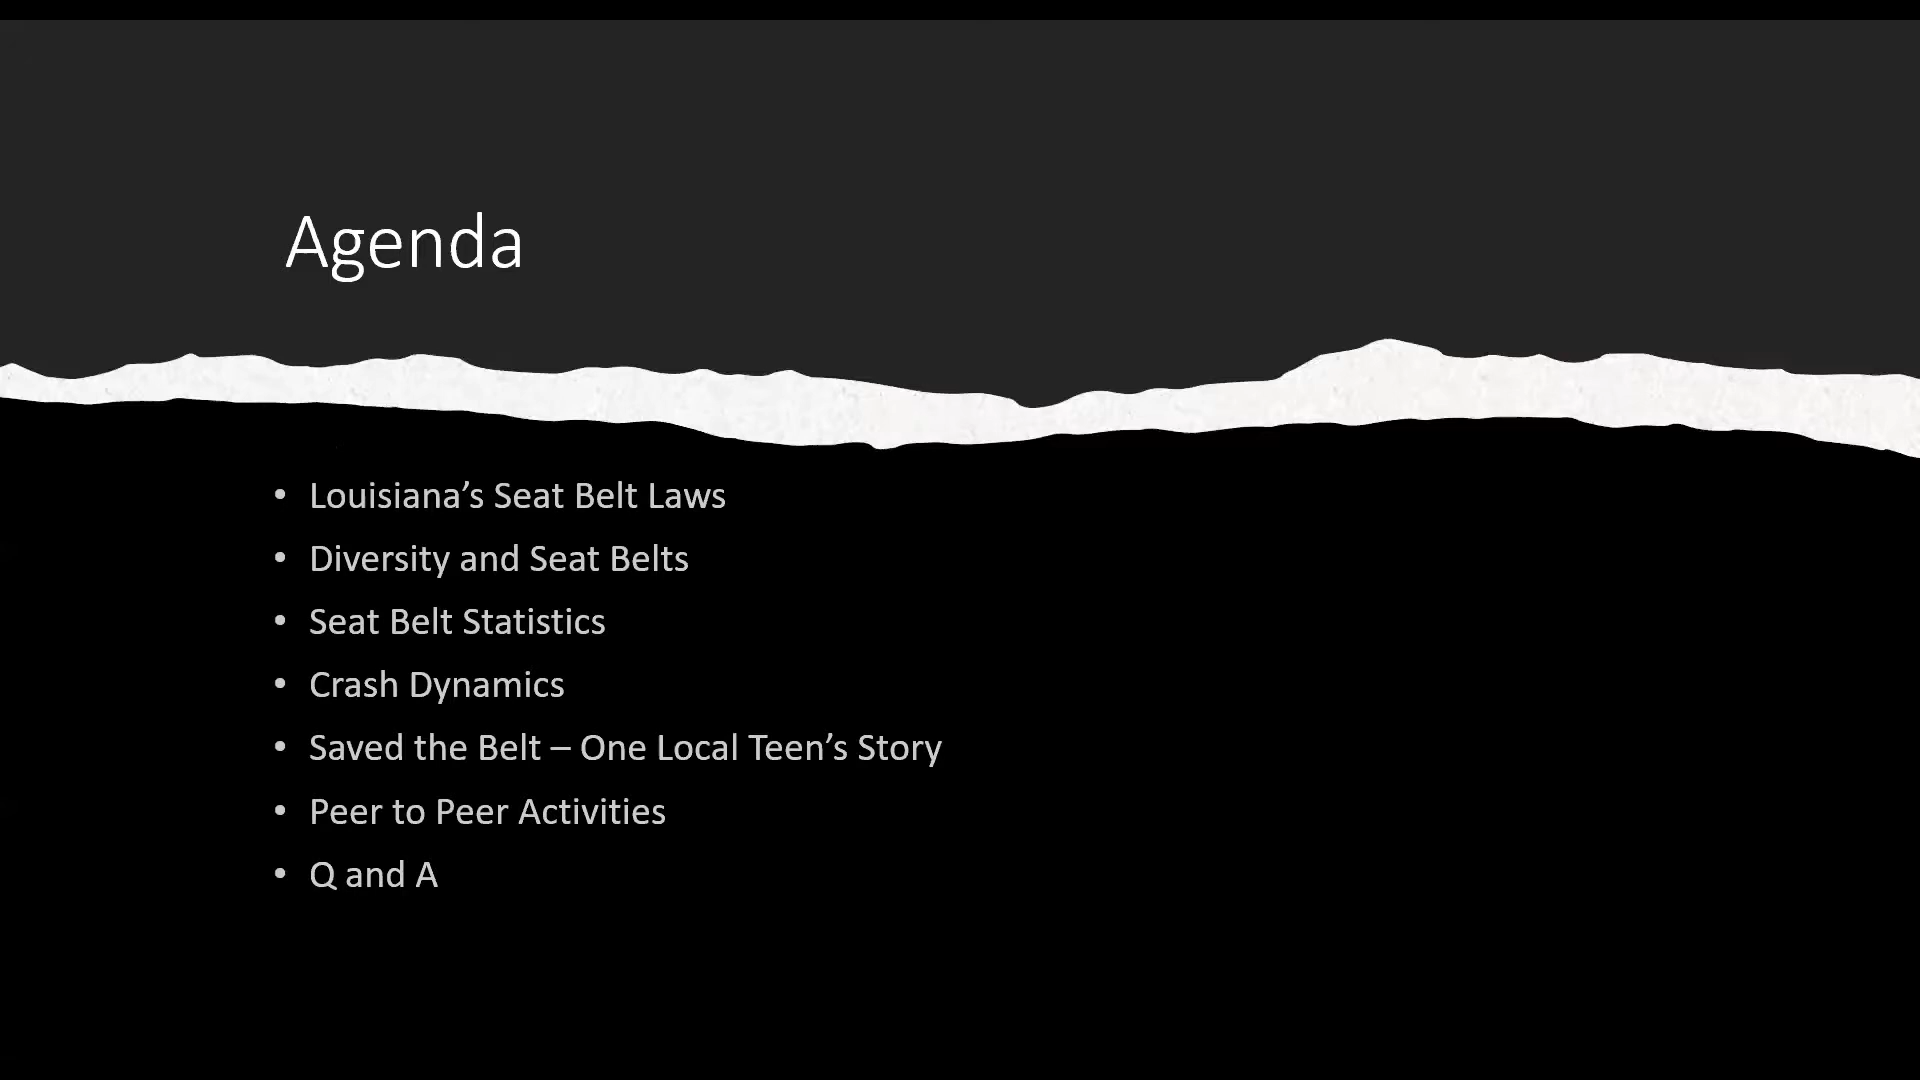 Agenda
• Louisiana’s Seat Belt Laws
• Diversity and Seat Belts
• Seat Belt Statistics
• Crash Dynamics
• Saved the Belt – One Local Teen’s Story
• Peer to Peer Activities
• Q and A